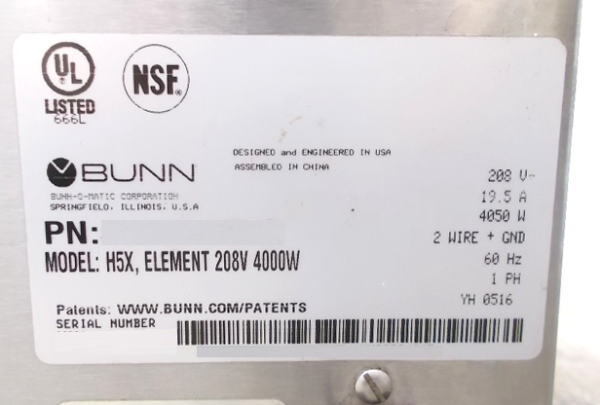 UL
LISTED
666L
NSF
BUNN
BUNN-O-MATIC CORPORATION
SPRINGFIELD, ILLINOIS, U.S.A
DESIGNED and ENGINEERED IN USA
ASSEMBLED IN CHINA
PN:
MODEL: H5X, ELEMENT 208V 4000W
208 V~
19.5 A
4050 W
2 WIRE + GND
60 Hz
1 PH
YH 0516
Patents: WWW.BUNN.COM/PATENTS
SERIAL NUMBER